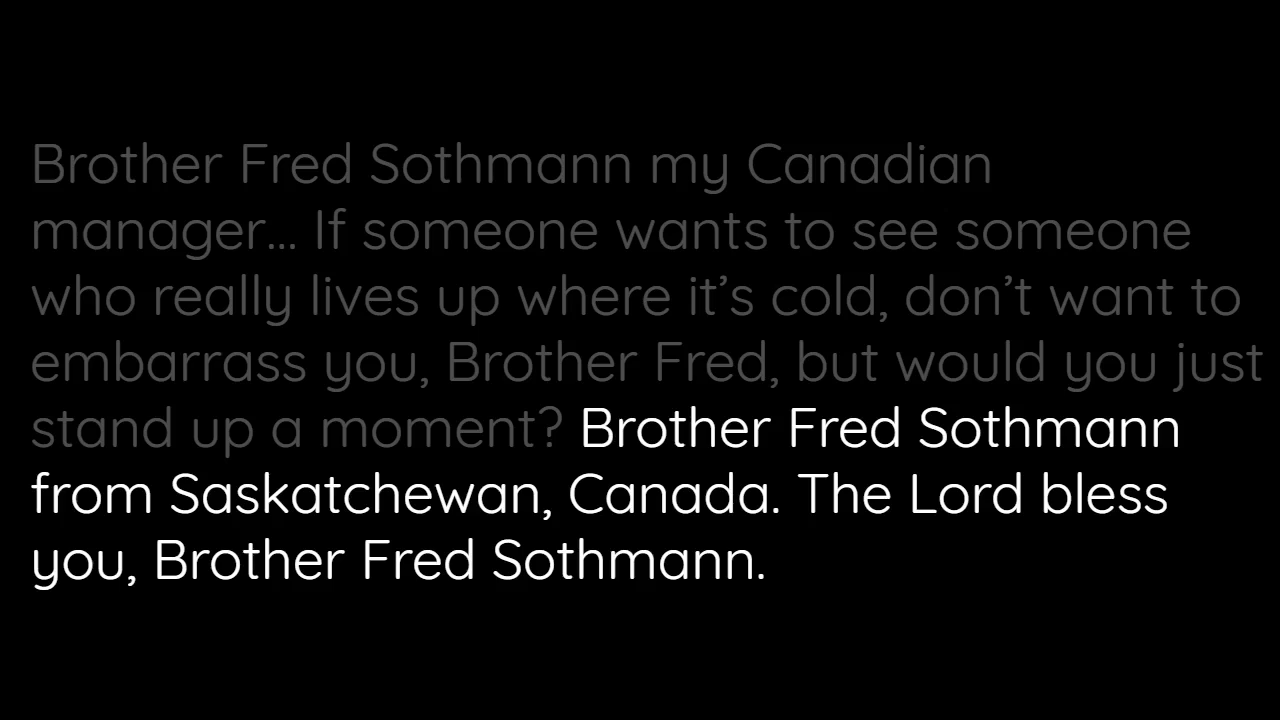 Brother Fred Sothmann my Canadian
manager... If someone wants to see someone
who really lives up where it’s cold, don’t want to
embarrass you, Brother Fred, but would you just
stand up a moment? Brother Fred Sothmann
from Saskatchewan, Canada. The Lord bless
you, Brother Fred Sothmann.